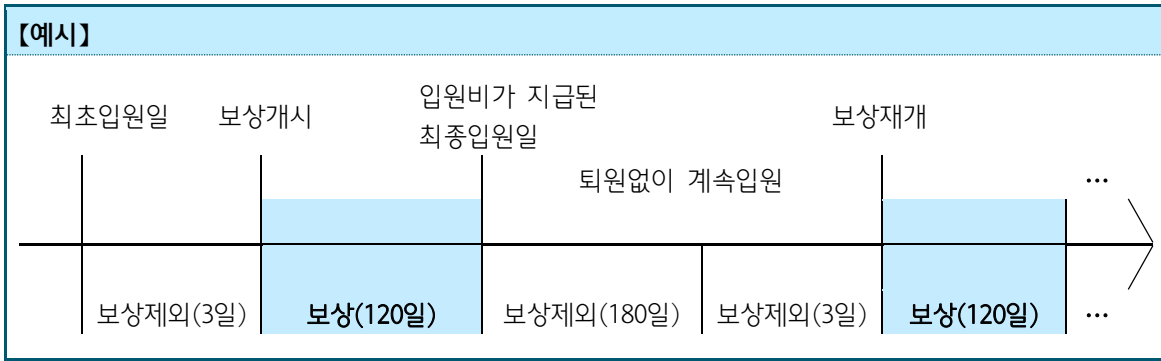 【예시】
최초입원일
보상개시
입원비가 지급된
최종입원일
보상재개
퇴원없이 계속입원
…
보상제외(3일)
보상(120일)
보상제외(180일)
보상제외(3일)
보상(120일)
…